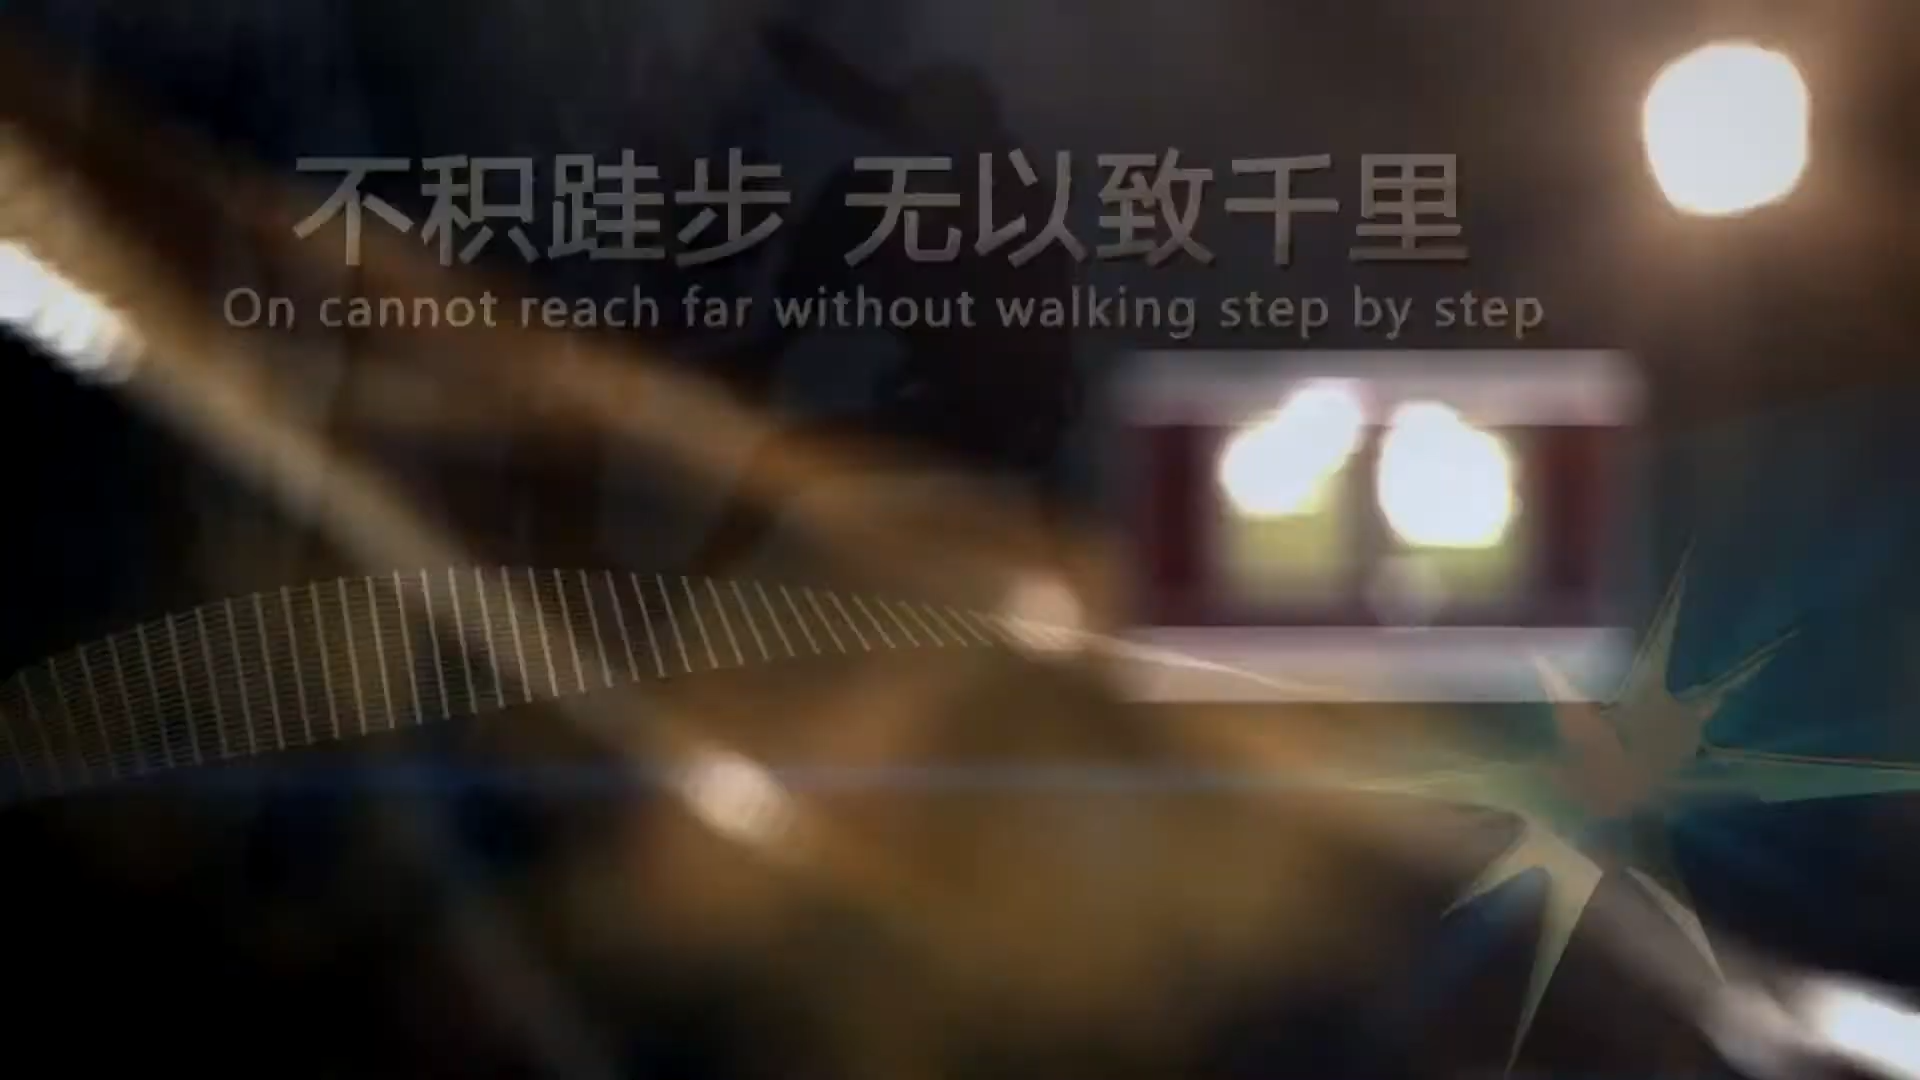 不积跬步 无以致千里
On cannot reach far without walking step by step